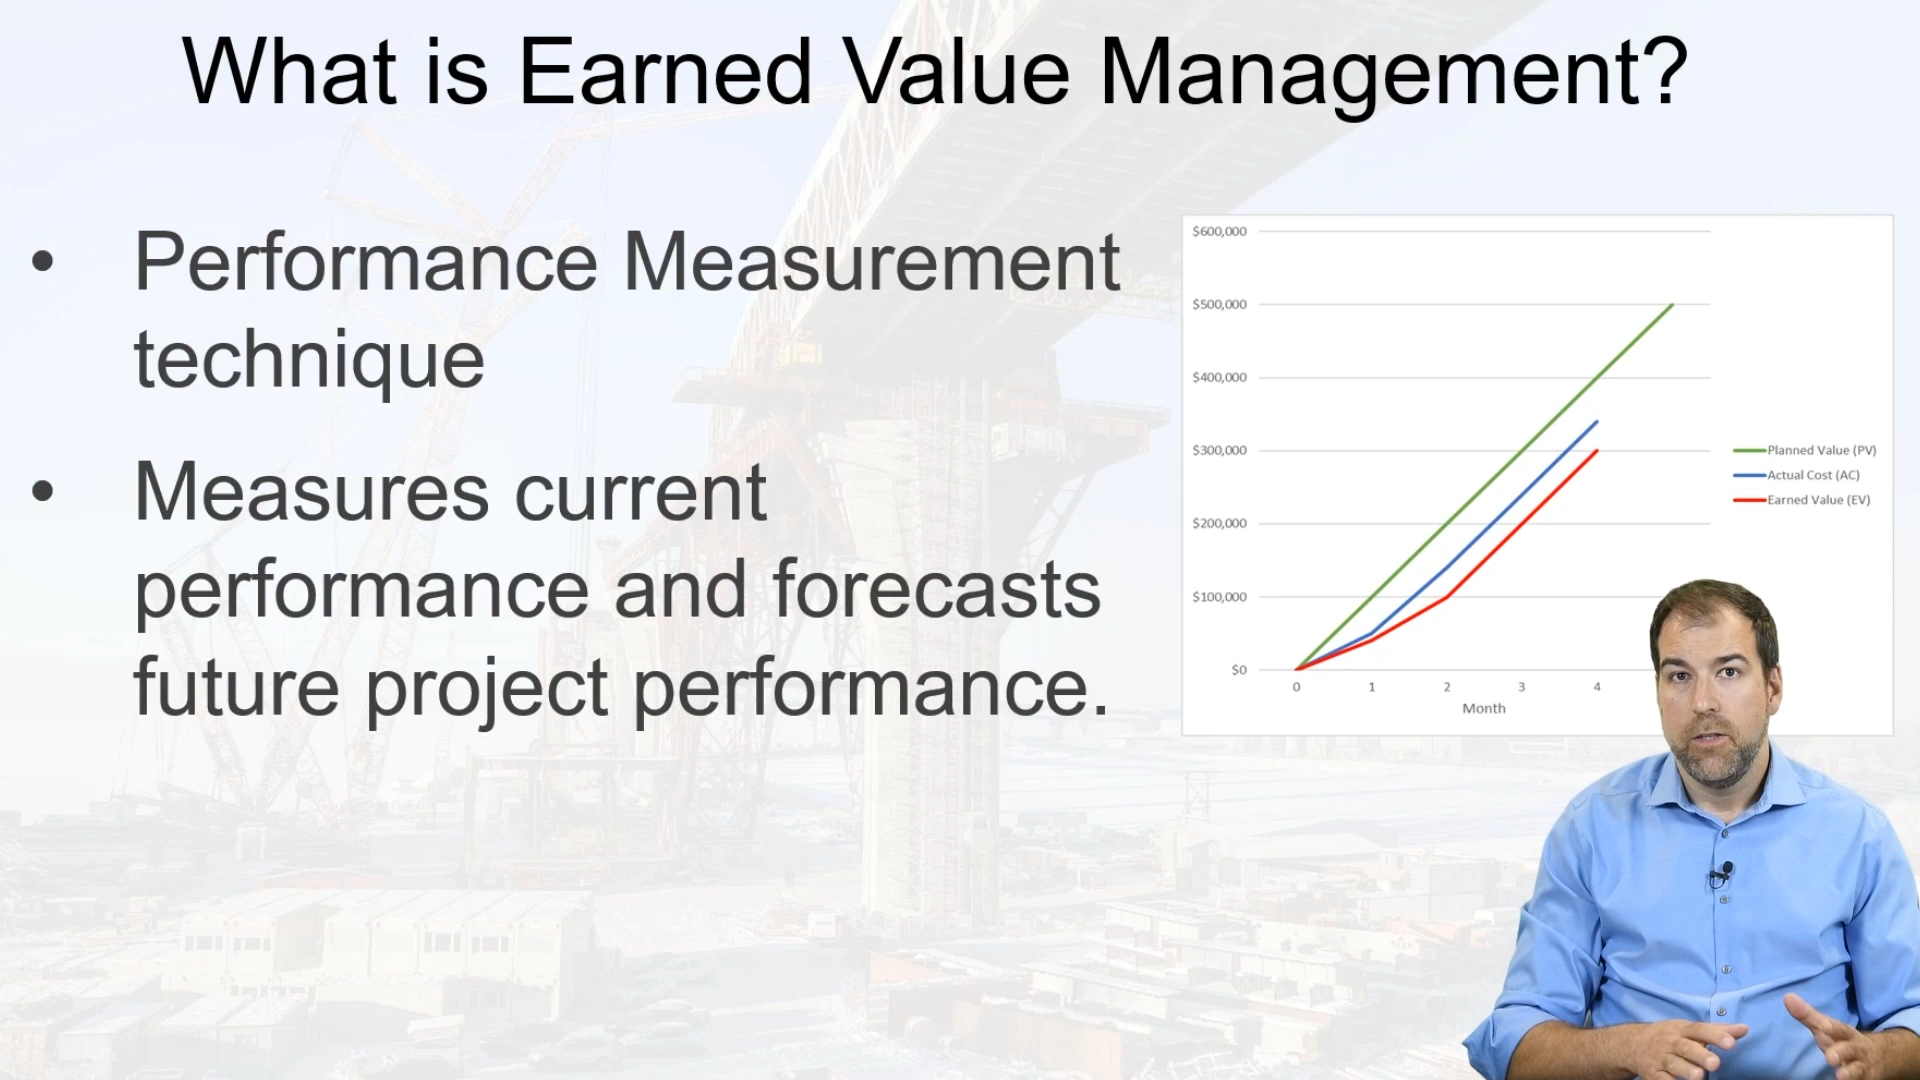 What is Earned Value Management?
• Performance Measurement
technique
• Measures current
performance and forecasts
future project performance.
$600,000
$500,000
$400,000
$300,000
$200,000
$100,000
$0
0 1 2 3 4
Month
Planned Value (PV)
Actual Cost (AC)
Earned Value (EV)